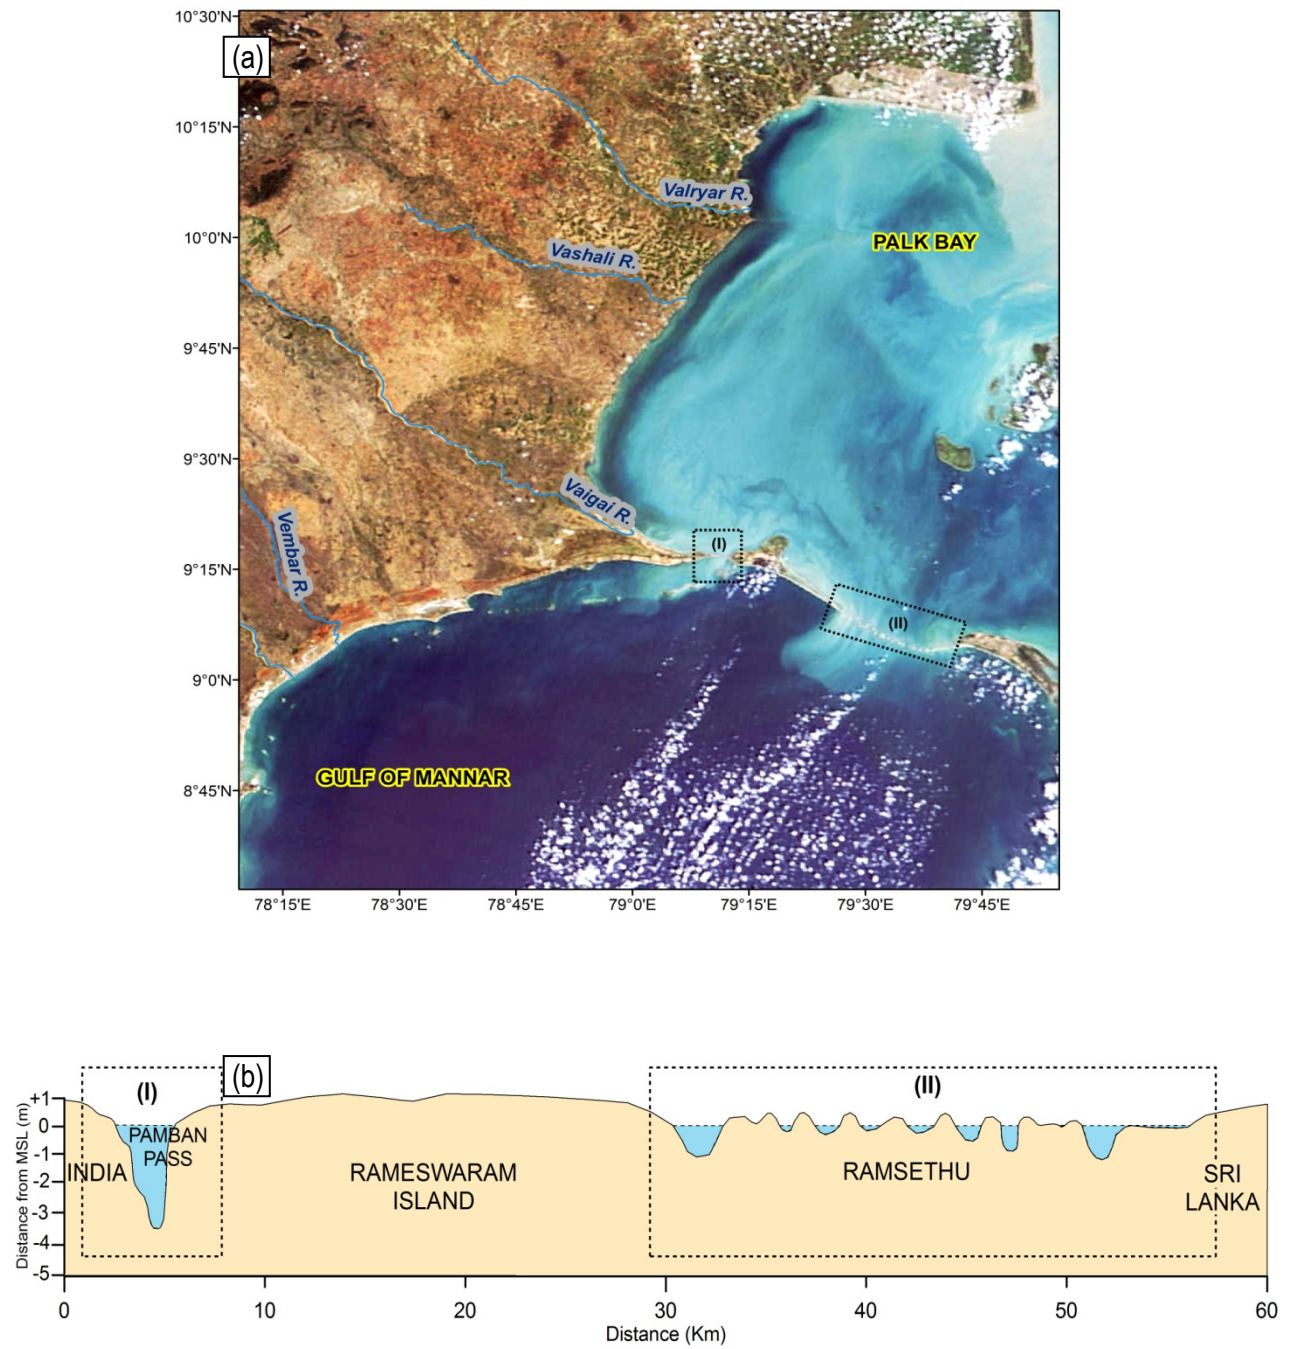 (a)
10°30'N
10°15'N
10°0'N
9°45'N
9°30'N
9°15'N
9°0'N
8°45'N
Valryar R.
Vashali R.
PALK BAY
Vaigai R.
Vembar R.
(I)
(II)
GULF OF MANNAR
78°15'E 78°30'E 78°45'E 79°0'E 79°15'E 79°30'E 79°45'E
(b)
(I)
(II)
Distance from MSL (m)
+1
0
-1
-2
-3
-4
-5
PAMBAN
PASS
INDIA
RAMESWARAM
ISLAND
RAMSETHU
SRI
LANKA
0 10 20 30 40 50 60
Distance (Km)